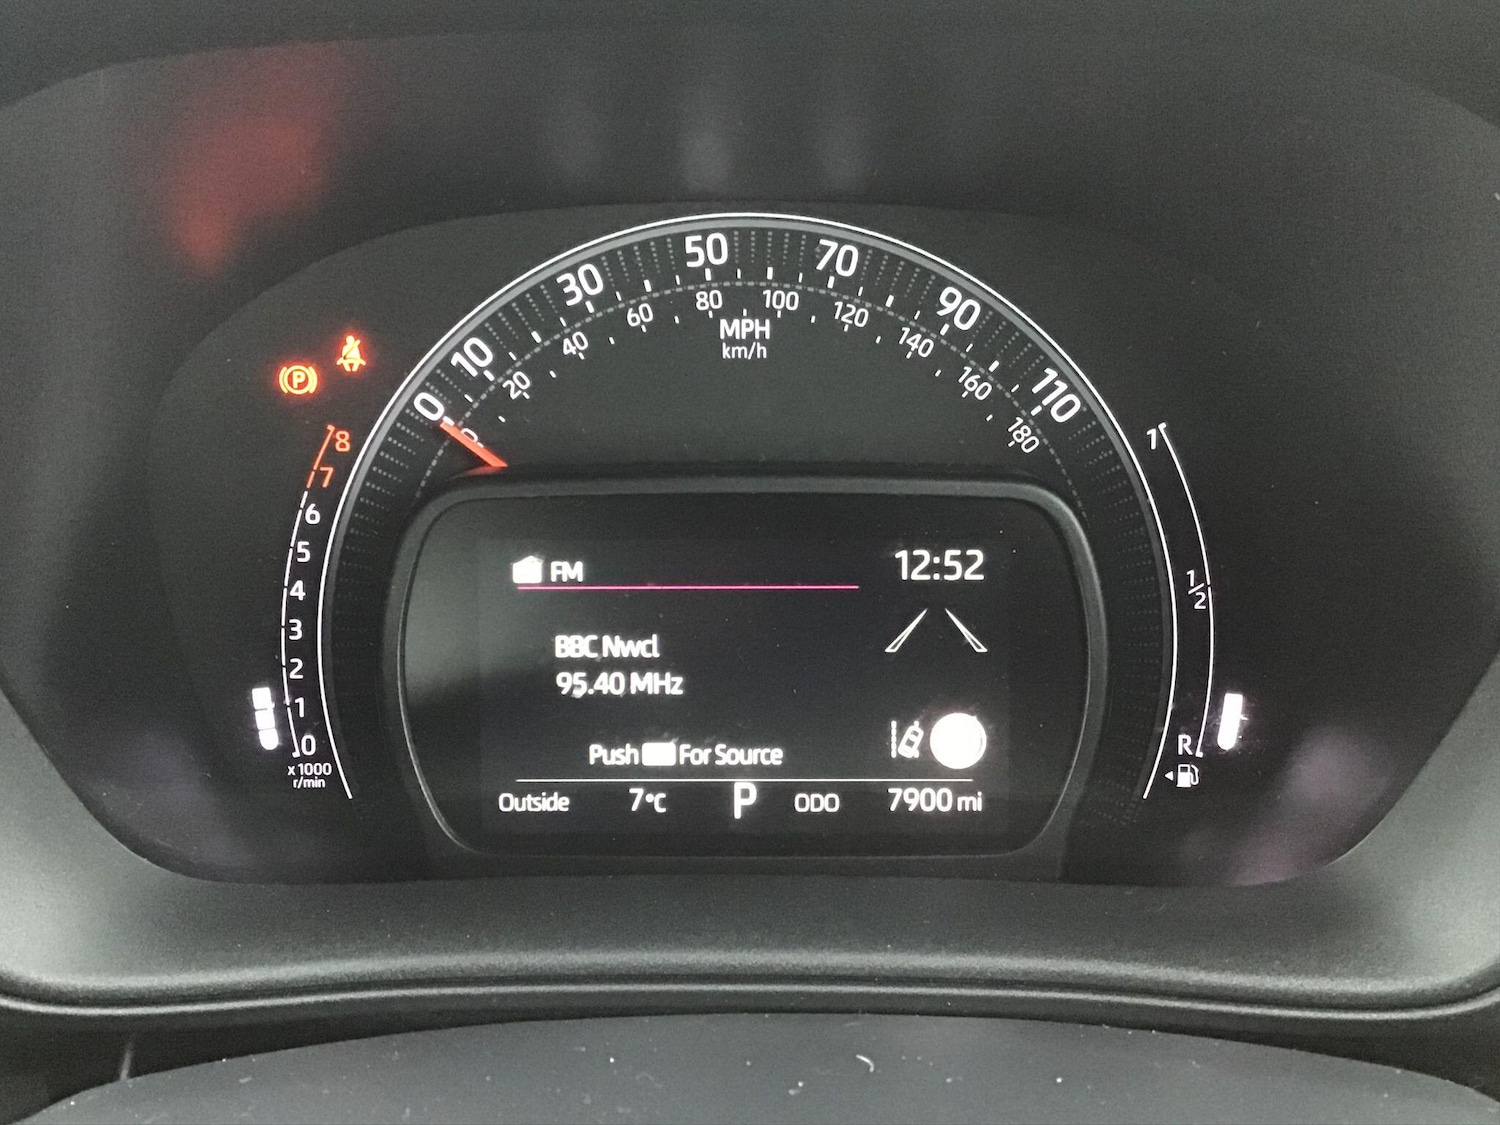 0
10
30
50
70
90
110
0
20
40
60
80
100
120
140
160
180
MPH
km/h
P
8
7
6
5
4
3
2
1
0
x1000
r/min
1
1/2
R
FM
12:52
BBC Nwcl
95.40 MHz
Push For Source
Outside 7°C P ODO 7900 mi